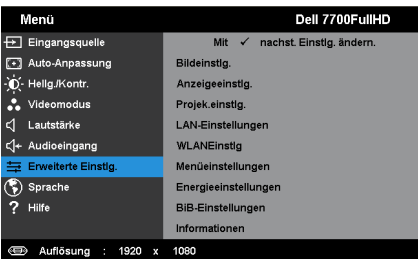 Menü Dell 7700FullHD
Eingangsquelle Mit ✓ nachst. Einstlg. ändern.
Auto-Anpassung Bildeinstlg.
Hellg./Kontr. Anzeigeeinstlg.
Videomodus Projek.einstlg.
Lautstärke LAN-Einstellungen
Audioeingang WLANEinstlg
Erweiterte Einstlg. Menüeinstellungen
Sprache Energieeinstellungen
? Hilfe BiB-Einstellungen
Informationen
Auflösung : 1920 x 1080